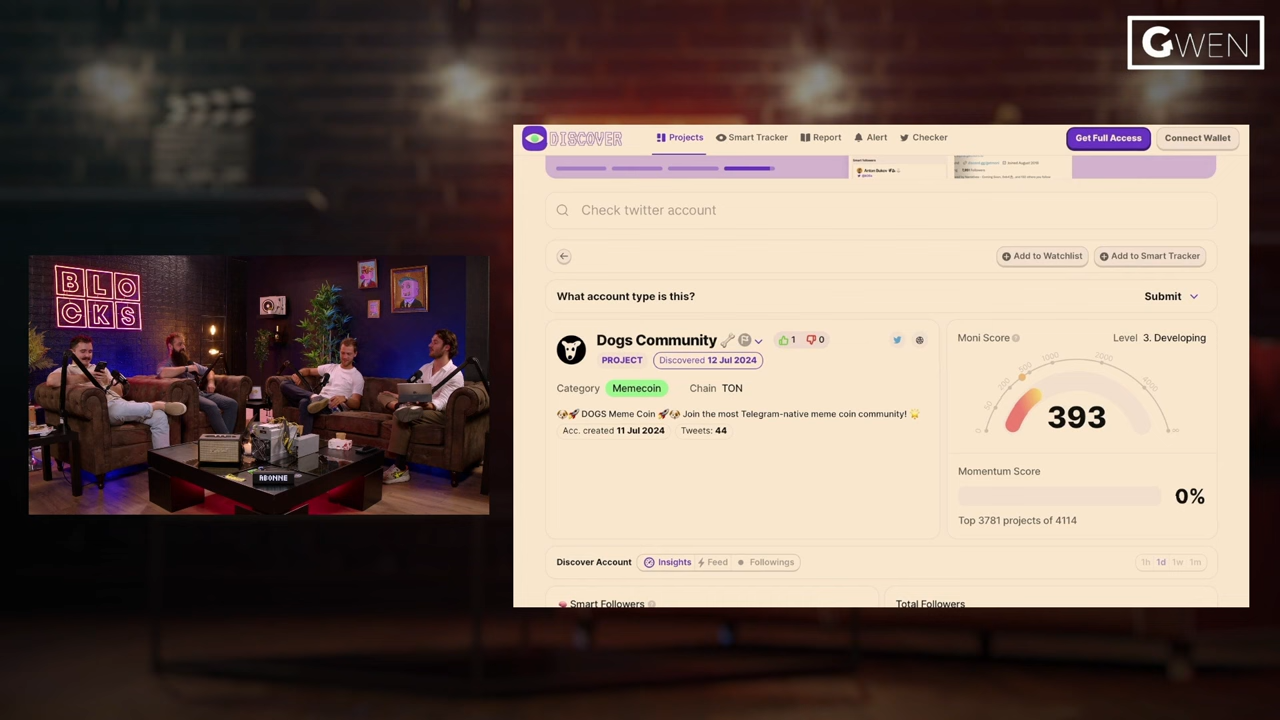 GWEN
DISCOVER
Projects
Smart Tracker
Report
Alert
Checker
Get Full Access
Connect Wallet
Check twitter account
Add to Watchlist
Add to Smart Tracker
What account type is this?
Submit
Dogs Community
1
0
PROJECT
Discovered 12 Jul 2024
Category Memecoin Chain TON
DOGS Meme Coin Join the most Telegram-native meme coin community!
Acc. created 11 Jul 2024 Tweets: 44
Moni Score
Level 3. Developing
1000
2000
393
Momentum Score
0%
Top 3781 projects of 4114
Discover Account
Insights
Feed
Followings
1h 1d 1w 1m
Smart Followers
Total Followers
BLO
CKS
ABONNE